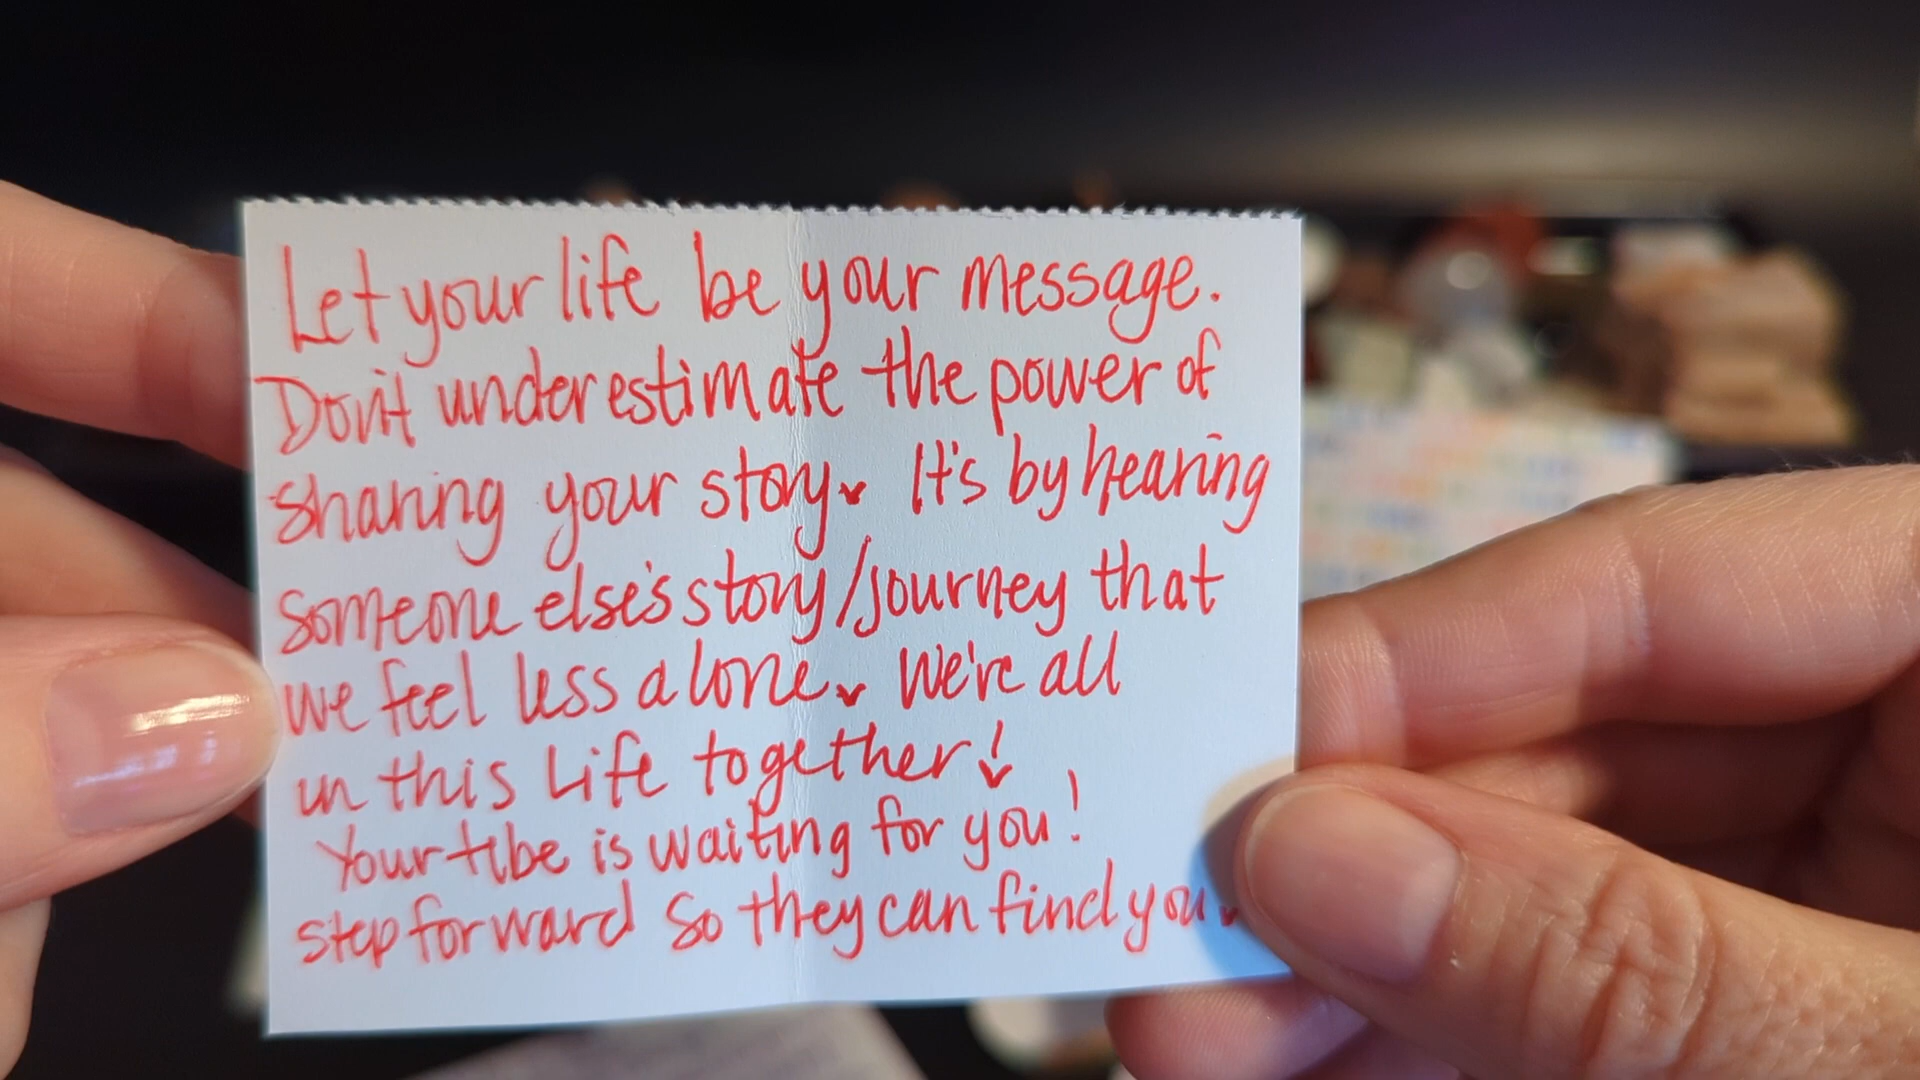 Let your life be your message.
Don't underestimate the power of
sharing your story. It's by hearing
someone else's story/journey that
we feel less alone. We're all
in this life together!
Your tibe is waiting for you!
step forward so they can find you